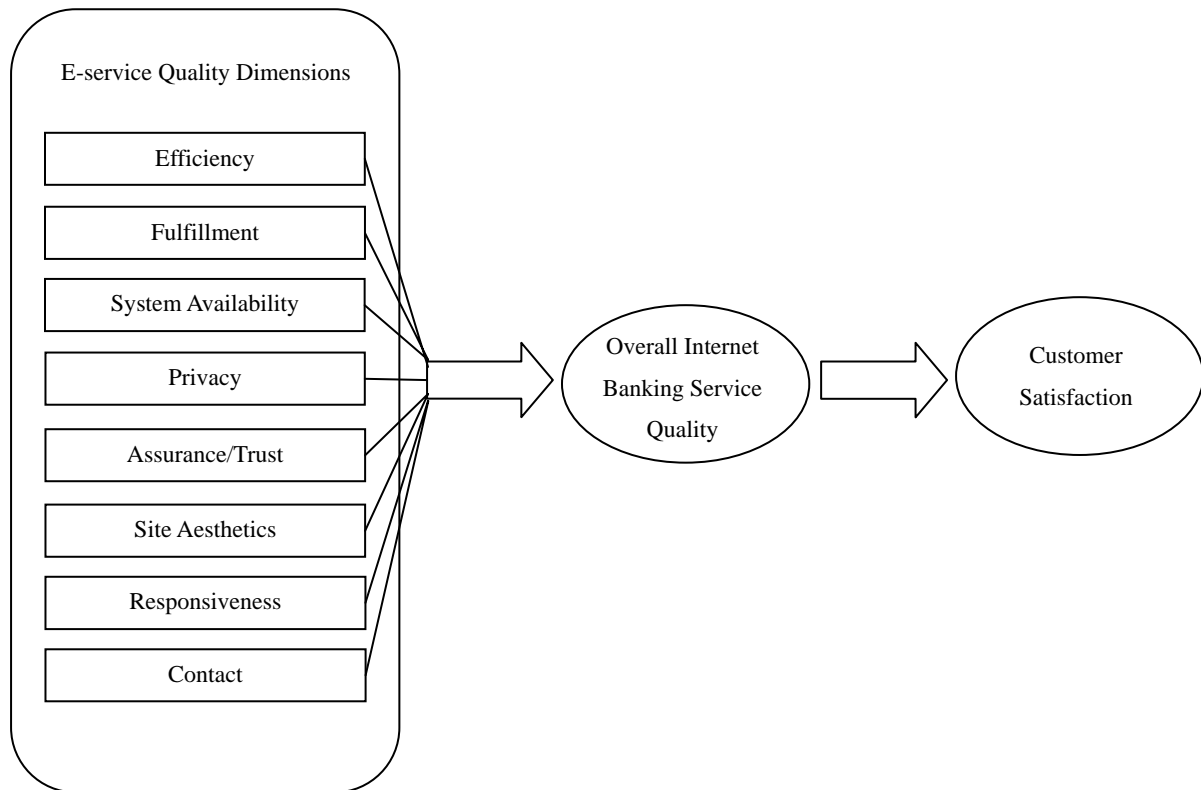 E-service Quality Dimensions
Efficiency
Fulfillment
System Availability
Privacy
Assurance/Trust
Site Aesthetics
Responsiveness
Contact
Overall Internet
Banking Service
Quality
Customer
Satisfaction